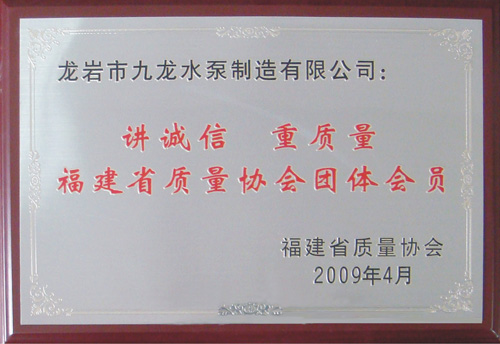 龙岩市九龙水泵制造有限公司：
讲诚信 重质量
福建省质量协会团体会员
福建省质量协会
2009年4月